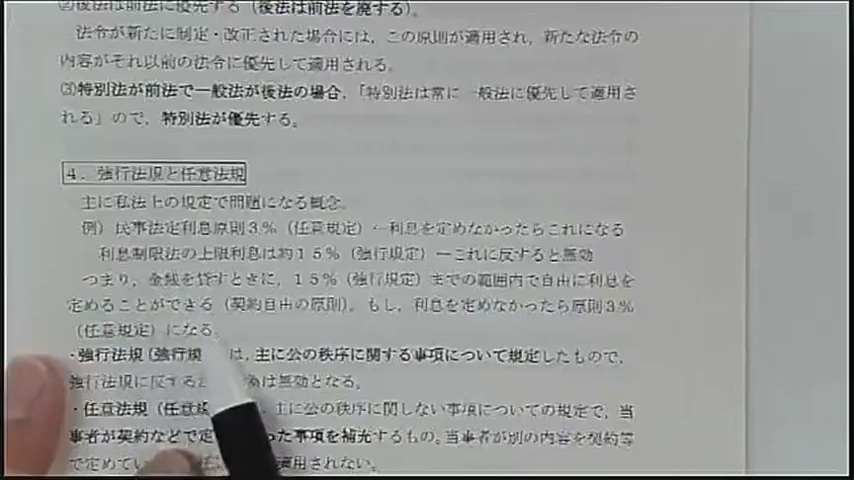 ②後法は前法に優先する（後法は前法を廃する）。
法令が新たに制定・改正された場合には，この原則が適用され，新たな法令の
内容がそれ以前の法令に優先して適用される。
③特別法が前法で一般法が後法の場合，「特別法は常に一般法に優先して適用さ
れる」ので，特別法が優先する。
４．強行法規と任意法規
主に私法上の規定で問題になる概念。
例）民事法定利息原則３％（任意規定）←利息を定めなかったらこれになる
利息制限法の上限利息は約１５％（強行規定）←これに反すると無効
つまり，金銭を貸すときに，１５％（強行規定）までの範囲内で自由に利息を
定めることができる（契約自由の原則）。もし，利息を定めなかったら原則３％
（任意規定）になる。
・強行法規（強行規 は，主に公の秩序に関する事項について規定したもので，
強行法規に反する は無効となる。
・任意法規（任意規 主に公の秩序に関しない事項についての規定で，当
事者が契約などで定 った事項を補充するもの。当事者が別の内容を契約等
で定めてい 適用されない。